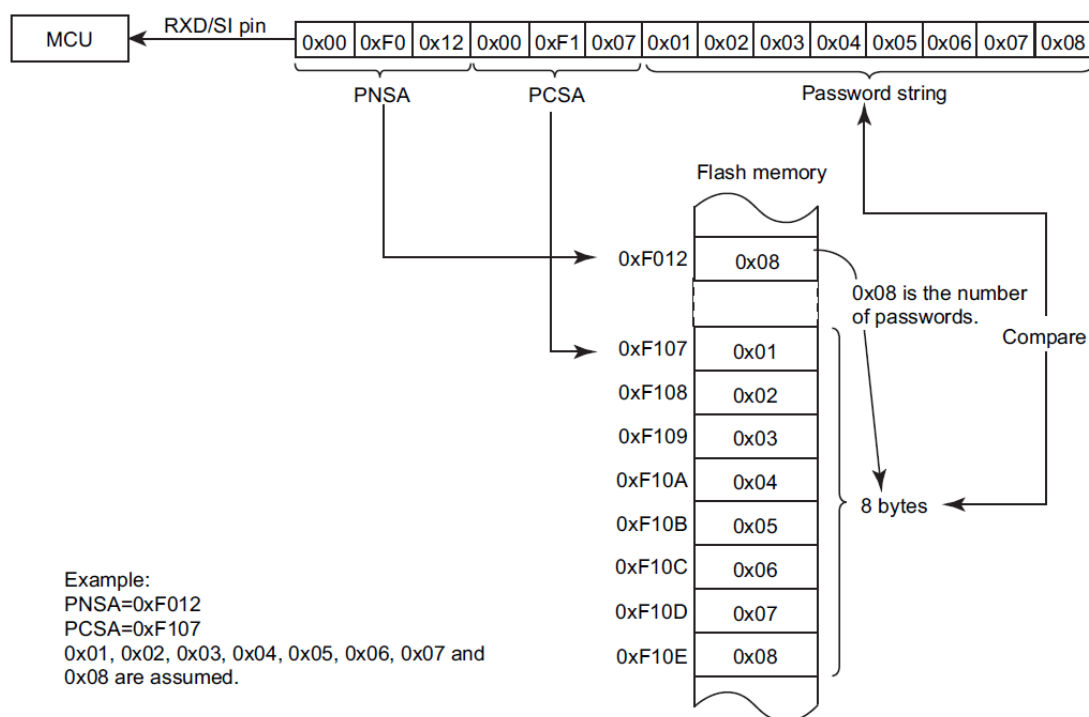 MCU
RXD/SI pin
0x00 0xF0 0x12 0x00 0xF1 0x07 0x01 0x02 0x03 0x04 0x05 0x06 0x07 0x08
PNSA
PCSA
Password string
Flash memory
0xF012 0x08
0x08 is the number
of passwords.
Compare
0xF107 0x01
0xF108 0x02
0xF109 0x03
0xF10A 0x04
0xF10B 0x05
8 bytes
0xF10C 0x06
0xF10D 0x07
0xF10E 0x08
Example:
PNSA=0xF012
PCSA=0xF107
0x01, 0x02, 0x03, 0x04, 0x05, 0x06, 0x07 and
0x08 are assumed.